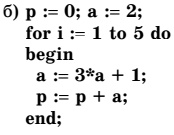 б) p := 0; a := 2;
for i := 1 to 5 do
begin
a := 3*a + 1;
p := p + a;
end;